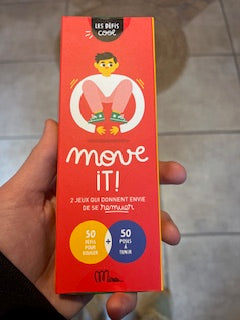 LES DÉFIS
cool
move
iT!
2 JEUX QUI DONNENT ENVIE
DE SE remuer
50
DÉFIS
POUR
BOUGER
+
50
POSES
À
TENIR